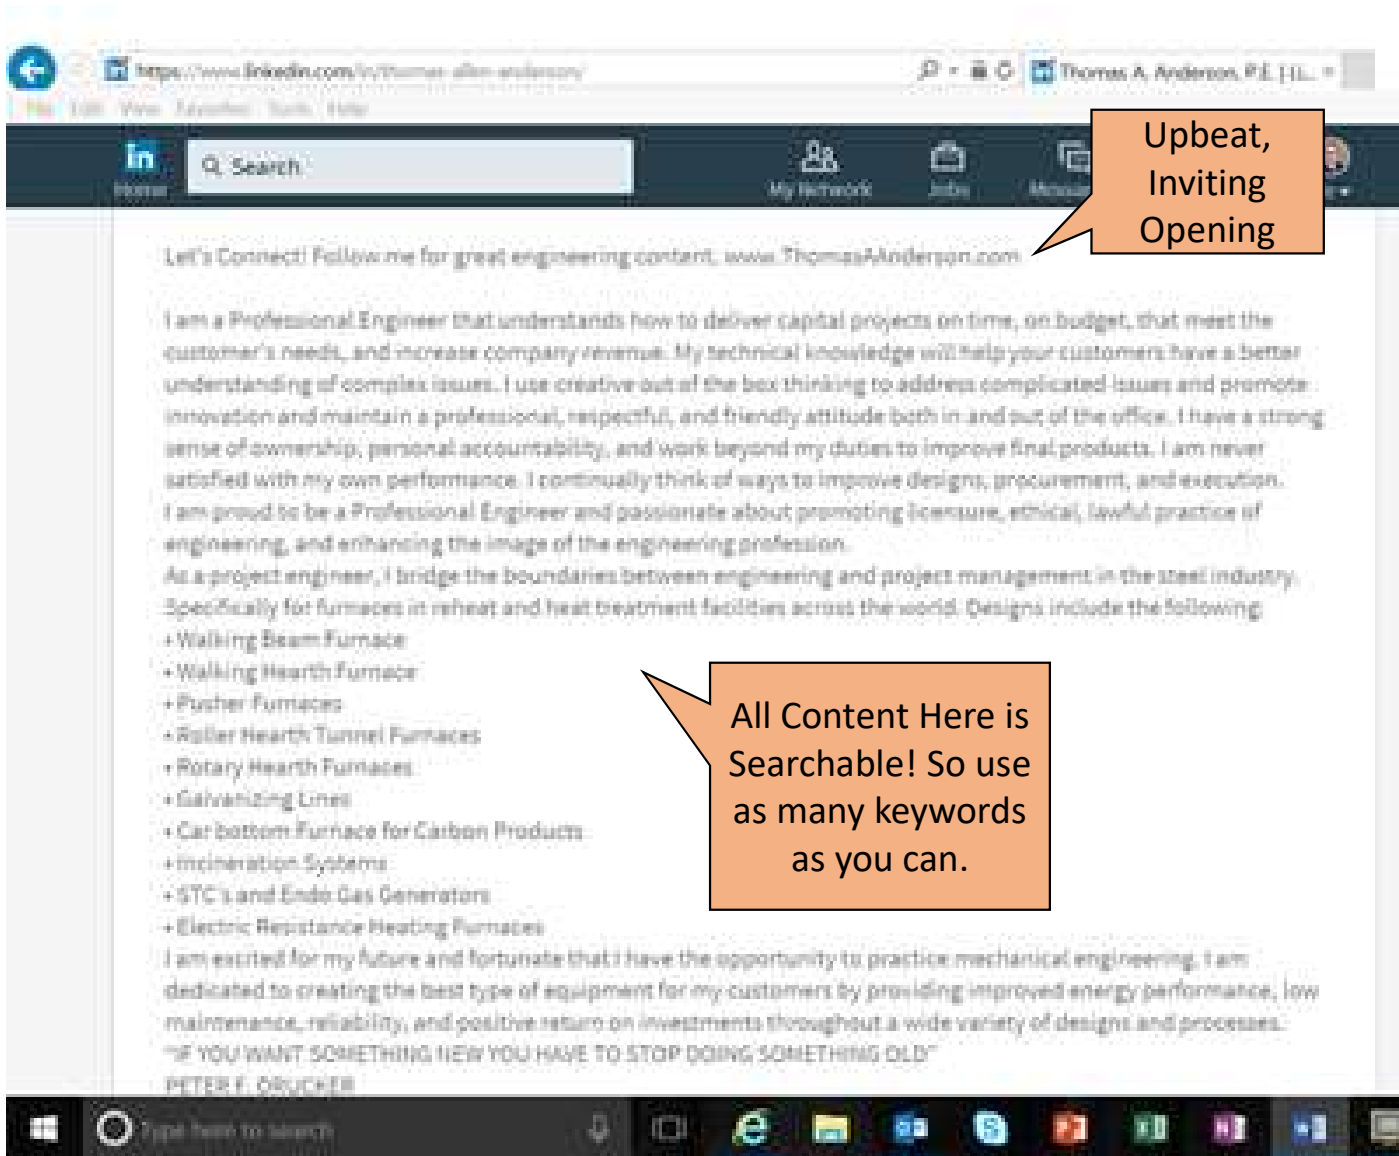 https://www.linkedin.com/in/thomas-allen-anderson/
Thomas A. Anderson, P.E. | (L...
File Edit View Favorites Tools Help
in
Search
Home
My Network
Jobs
Upbeat,
Inviting
Opening
Let's Connect! Follow me for great engineering content, www.ThomasAAnderson.com
I am a Professional Engineer that understands how to deliver capital projects on time, on budget, that meet the
customer's needs, and increase company revenue. My technical knowledge will help your customers have a better
understanding of complex issues. I use creative out of the box thinking to address complicated issues and promote
innovation and maintain a professional, respectful, and friendly attitude both in and out of the office. I have a strong
sense of ownership, personal accountability, and work beyond my duties to improve final products. I am never
satisfied with my own performance. I continually think of ways to improve designs, procurement, and execution.
I am proud to be a Professional Engineer and passionate about promoting licensure, ethical, lawful practice of
engineering, and enhancing the image of the engineering profession.
As a project engineer, I bridge the boundaries between engineering and project management in the steel industry.
Specifically for furnaces in reheat and heat treatment facilities across the world. Designs include the following:
• Walking Beam Furnace
• Walking Hearth Furnace
• Pusher Furnaces
• Roller Hearth Tunnel Furnaces
• Rotary Hearth Furnaces
• Galvanizing Lines
• Car bottom Furnace for Carbon Products
• Incineration Systems
• STC's and Endo Gas Generators
• Electric Resistance Heating Furnaces
All Content Here is
Searchable! So use
as many keywords
as you can.
I am excited for my future and fortunate that I have the opportunity to practice mechanical engineering. I am
dedicated to creating the best type of equipment for my customers by providing improved energy performance, low
maintenance, reliability, and positive return on investments throughout a wide variety of designs and processes.
"IF YOU WANT SOMETHING NEW YOU HAVE TO STOP DOING SOMETHING OLD"
PETER F. DRUCKER
Type here to search